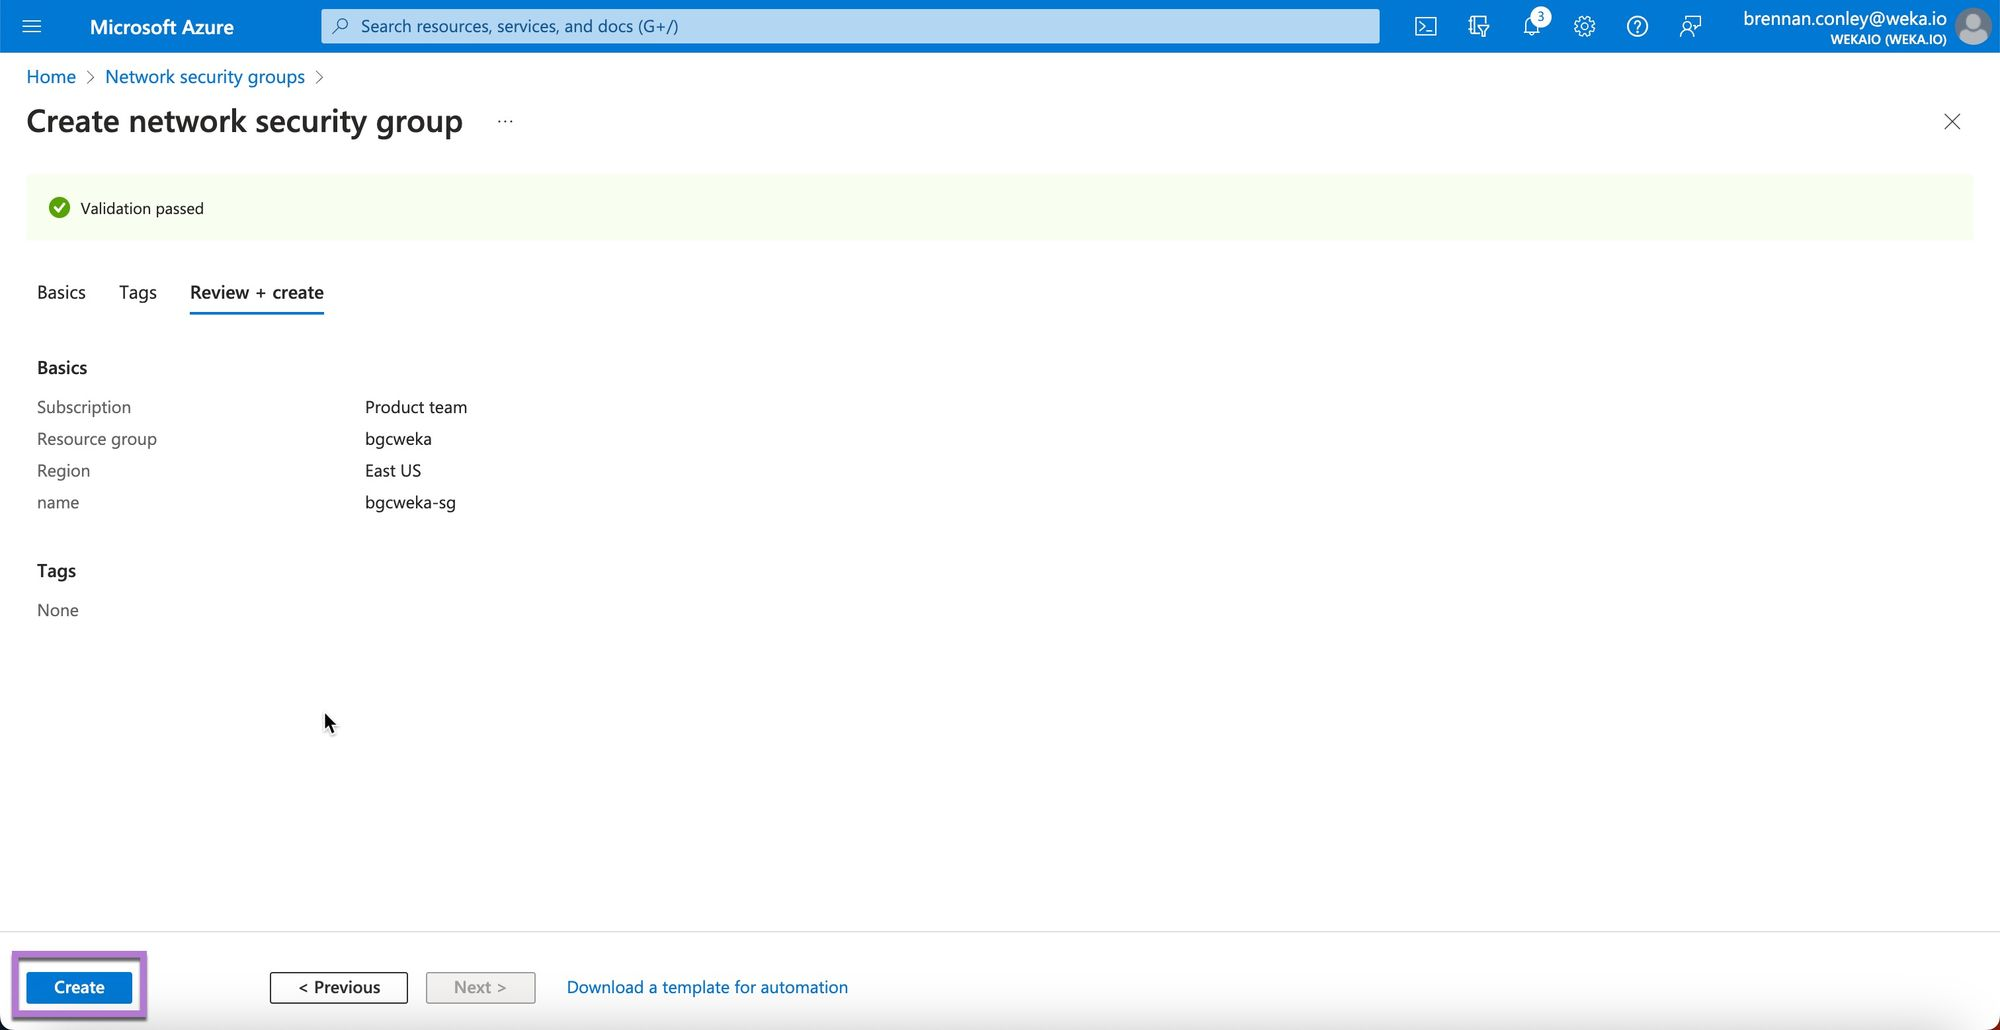 Microsoft Azure
Search resources, services, and docs (G+/)
3
brennan.conley@weka.io
WEKAIO (WEKA.IO)
Home > Network security groups >
Create network security group ...
Validation passed
Basics Tags Review + create
Basics
Subscription Product team
Resource group bgcweka
Region East US
name bgcweka-sg
Tags
None
Create < Previous Next > Download a template for automation